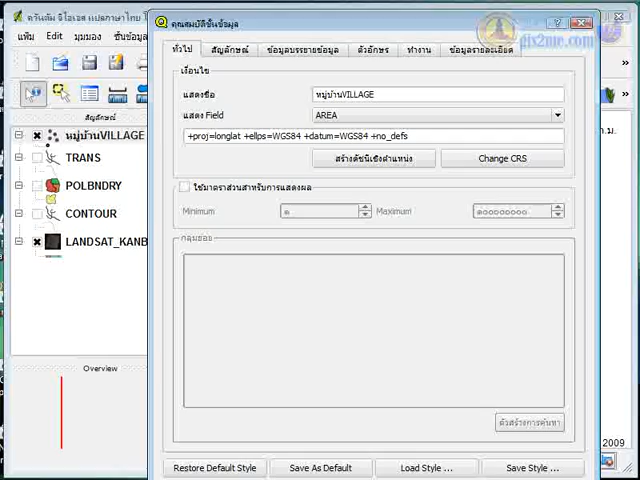 ควันตัม จีไอเอส แปลภาษาไทย
คุณสมบัติชั้นข้อมูล
gis2me.com
แฟ้ม Edit มุมมอง ชั้นข้อมูล
ทั่วไป สัญลักษณ์ ข้อมูลบรรยายข้อมูล ตัวอักษร ทำงาน ข้อมูลรายละเอียด
เงื่อนไข
แสดงชื่อ หมู่บ้านVILLAGE
แสดง Field AREA
+proj=longlat +ellps=WGS84 +datum=WGS84 +no_defs
สร้างดัชนีเชิงตำแหน่ง Change CRS
ใช้มาตราส่วนสำหรับการแสดงผล
Minimum ๑ Maximum ๑๐๐๐๐๐๐๐๐
กลุ่มย่อย
ตัวสร้างการค้นหา
Restore Default Style Save As Default Load Style ... Save Style ...
สัญลักษณ์
หมู่บ้านVILLAGE
TRANS
POLBNDRY
CONTOUR
LANDSAT_KANB
Overview
ม.
2009